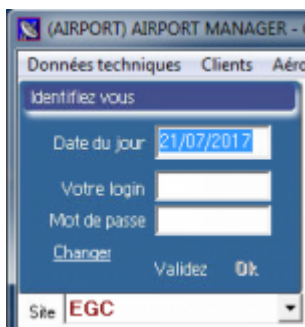 (AIRPORT) AIRPORT MANAGER -
Données techniques Clients Aéro
Identifiez vous
Date du jour 21/07/2017
Votre login
Mot de passe
Changer
Validez Ok
Site EGC